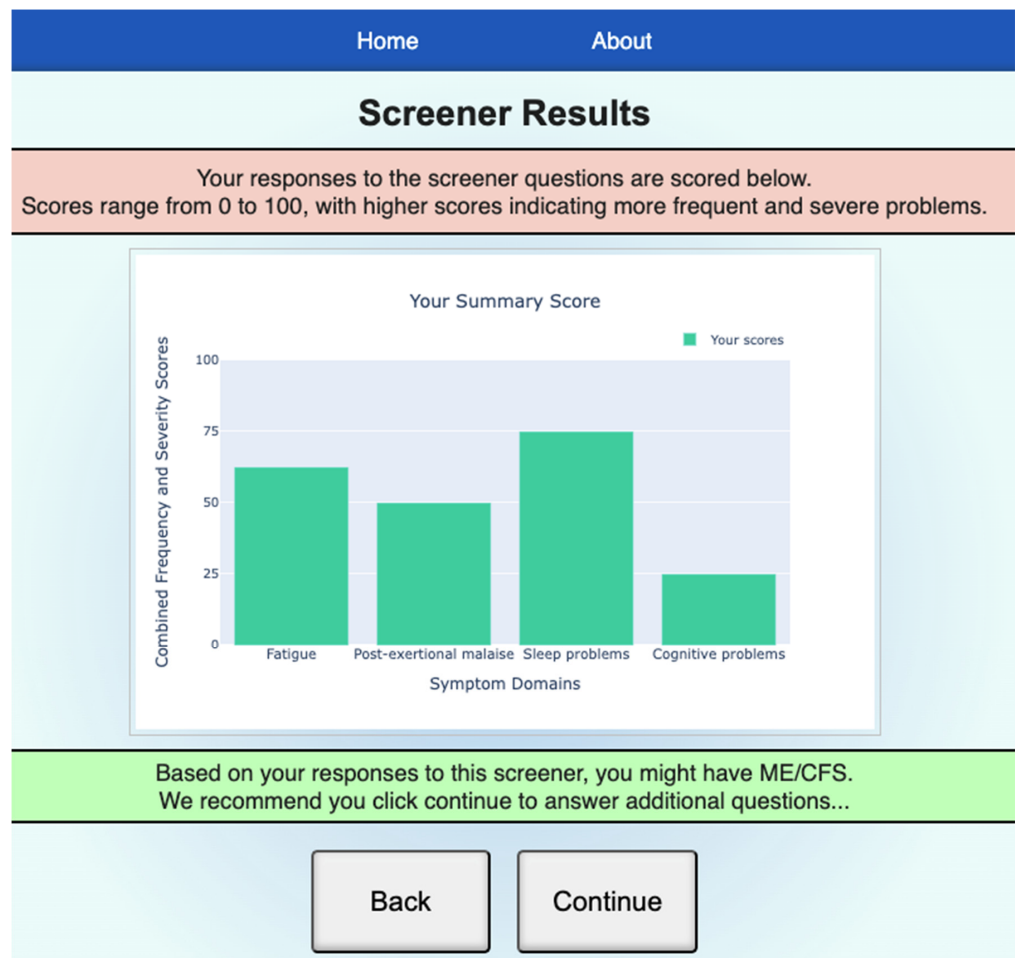 Home About
Screener Results
Your responses to the screener questions are scored below.
Scores range from 0 to 100, with higher scores indicating more frequent and severe problems.
Your Summary Score
Your scores
Combined Frequency and Severity Scores
100
75
50
25
0
Fatigue Post-exertional malaise Sleep problems Cognitive problems
Symptom Domains
Based on your responses to this screener, you might have ME/CFS.
We recommend you click continue to answer additional questions...
Back Continue